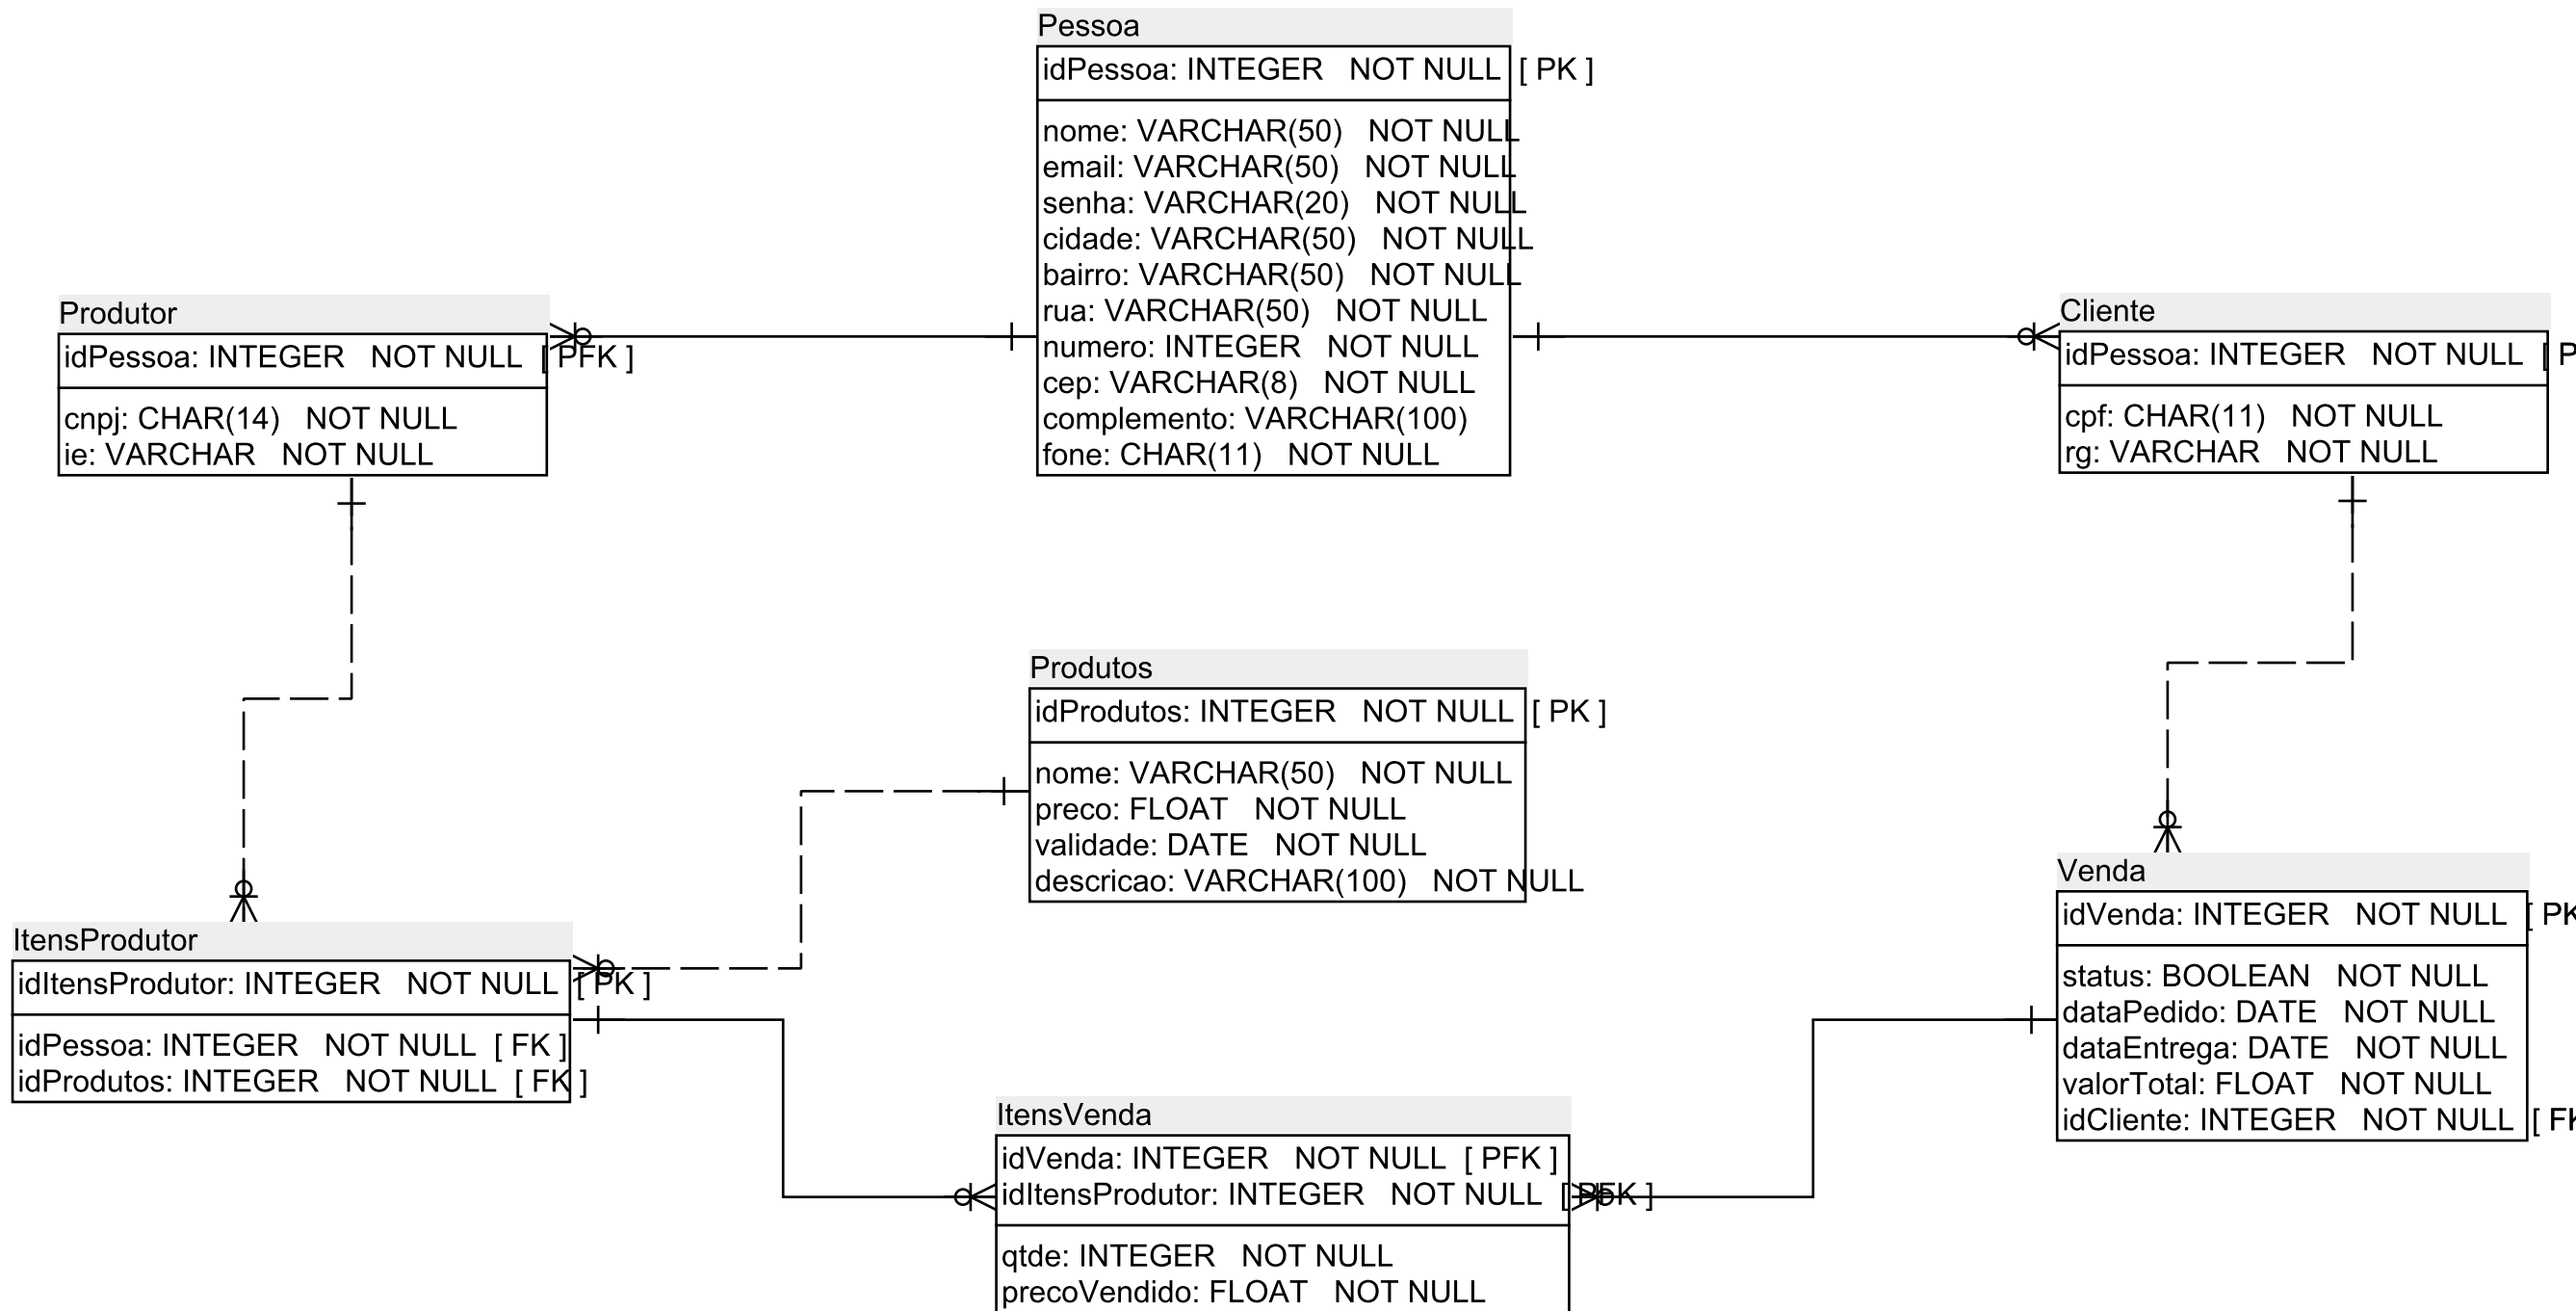 Pessoa
idPessoa: INTEGER NOT NULL [ PK ]
nome: VARCHAR(50) NOT NULL
email: VARCHAR(50) NOT NULL
senha: VARCHAR(20) NOT NULL
cidade: VARCHAR(50) NOT NULL
bairro: VARCHAR(50) NOT NULL
rua: VARCHAR(50) NOT NULL
numero: INTEGER NOT NULL
cep: VARCHAR(8) NOT NULL
complemento: VARCHAR(100)
fone: CHAR(11) NOT NULL
Produtor
idPessoa: INTEGER NOT NULL [ PFK ]
cnpj: CHAR(14) NOT NULL
ie: VARCHAR NOT NULL
Cliente
idPessoa: INTEGER NOT NULL [ P
cpf: CHAR(11) NOT NULL
rg: VARCHAR NOT NULL
Produtos
idProdutos: INTEGER NOT NULL [ PK ]
nome: VARCHAR(50) NOT NULL
preco: FLOAT NOT NULL
validade: DATE NOT NULL
descricao: VARCHAR(100) NOT NULL
Venda
idVenda: INTEGER NOT NULL [ PK
status: BOOLEAN NOT NULL
dataPedido: DATE NOT NULL
dataEntrega: DATE NOT NULL
valorTotal: FLOAT NOT NULL
idCliente: INTEGER NOT NULL [ FK
ItensProdutor
idItensProdutor: INTEGER NOT NULL [ PK ]
idPessoa: INTEGER NOT NULL [ FK ]
idProdutos: INTEGER NOT NULL [ FK ]
ItensVenda
idVenda: INTEGER NOT NULL [ PFK ]
idItensProdutor: INTEGER NOT NULL [ PFK ]
qtde: INTEGER NOT NULL
precoVendido: FLOAT NOT NULL